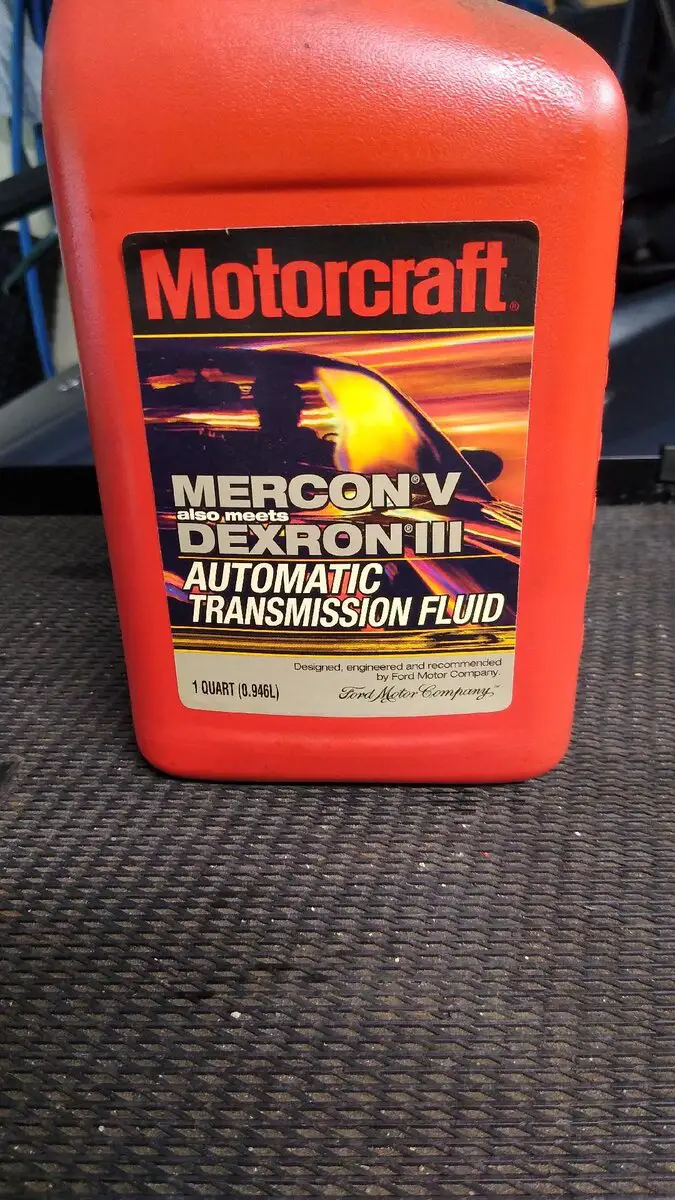 Motorcraft®
MERCON® V
also meets
DEXRON® III
AUTOMATIC
TRANSMISSION FLUID
Designed, engineered and recommended
by Ford Motor Company.
1 QUART (0.946L)
Ford Motor Company™